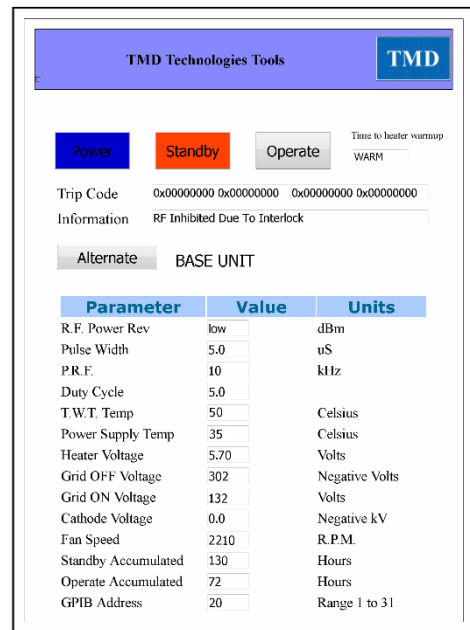 TMD Technologies Tools
TMD
Time to heater warmup
Power Standby Operate WARM
Trip Code 0x00000000 0x00000000 0x00000000 0x00000000
Information RF Inhibited Due To Interlock
Alternate BASE UNIT
Parameter Value Units
R.F. Power Rev low dBm
Pulse Width 5.0 uS
P.R.F. 10 kHz
Duty Cycle 5.0
T.W.T. Temp 50 Celsius
Power Supply Temp 35 Celsius
Heater Voltage 5.70 Volts
Grid OFF Voltage 302 Negative Volts
Grid ON Voltage 132 Volts
Cathode Voltage 0.0 Negative kV
Fan Speed 2210 R.P.M.
Standby Accumulated 130 Hours
Operate Accumulated 72 Hours
GPIB Address 20 Range 1 to 31